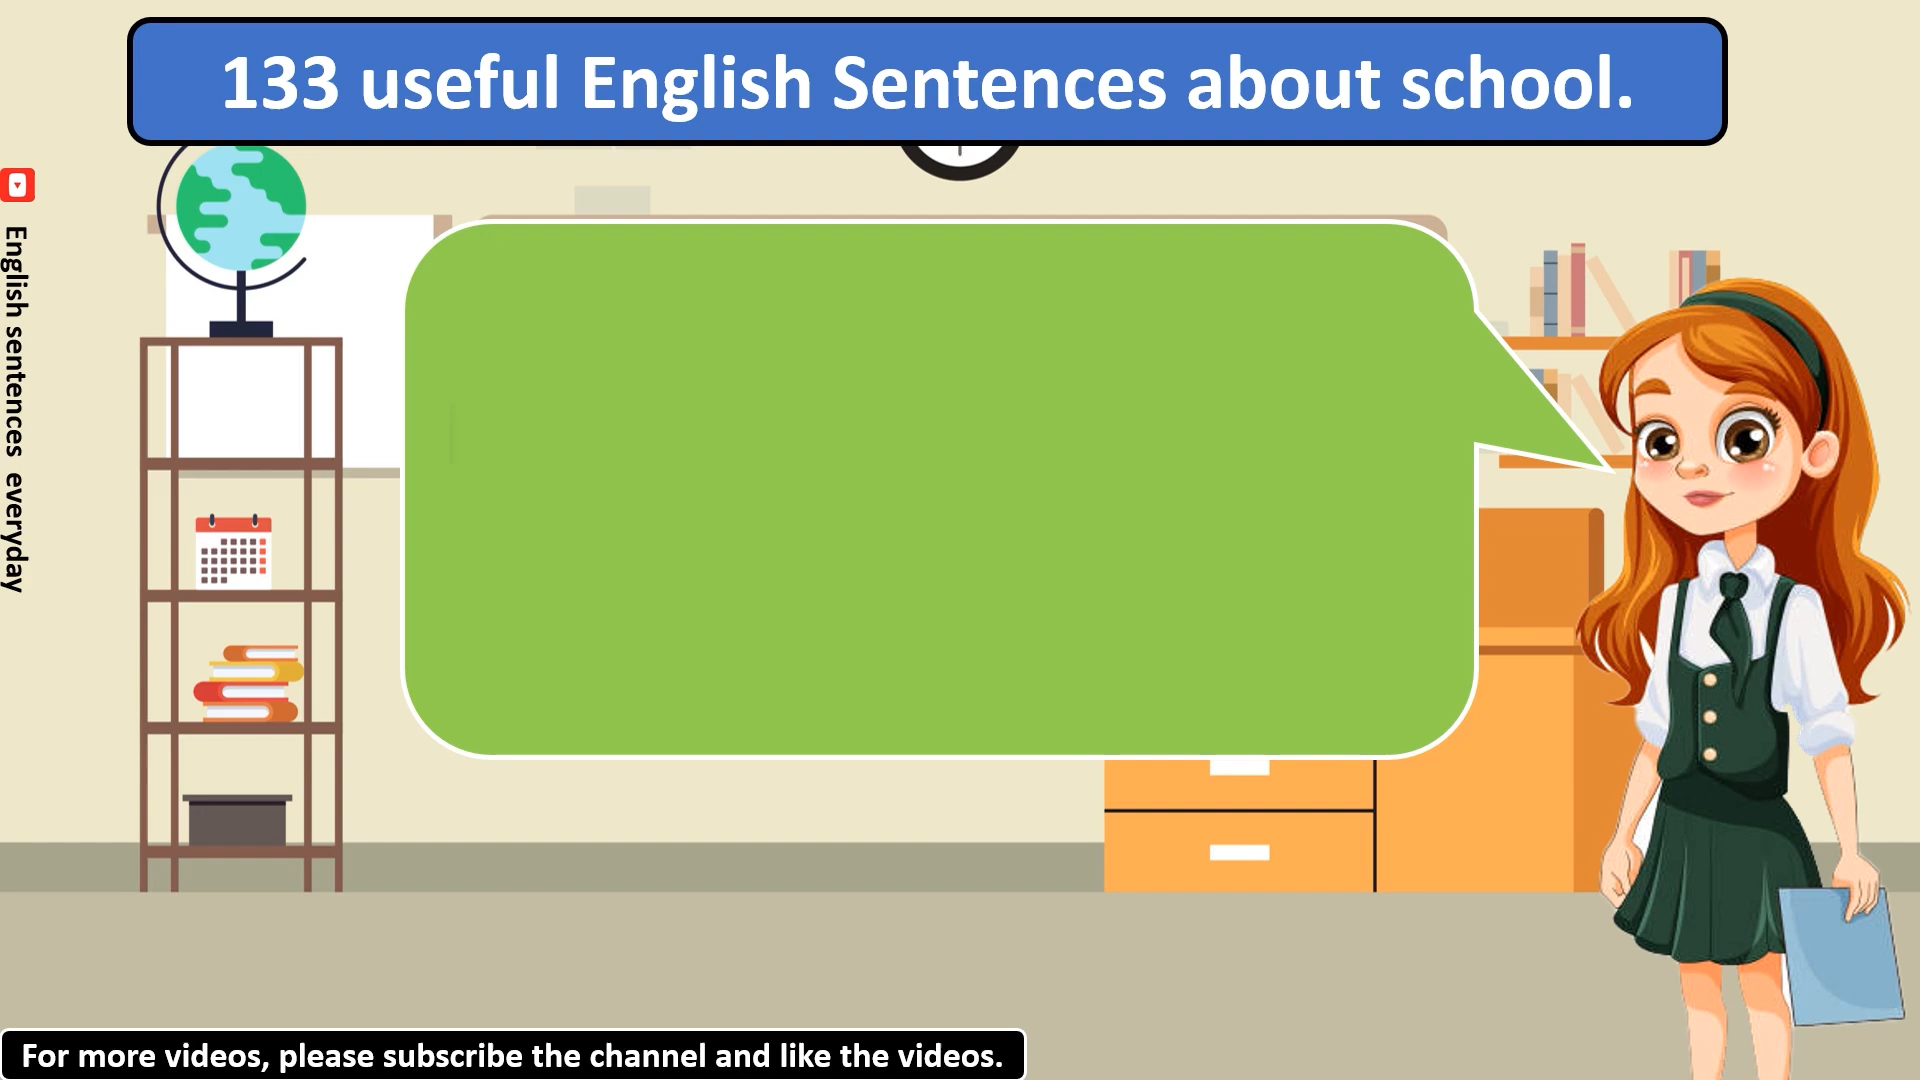 133 useful English Sentences about school.
English sentences everyday
For more videos, please subscribe the channel and like the videos.